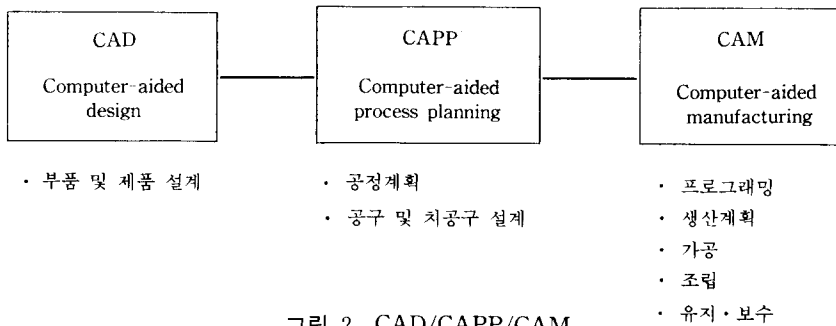 CAD
Computer-aided
design
CAPP
Computer-aided
process planning
CAM
Computer-aided
manufacturing
· 부품 및 제품 설계
· 공정계획
· 공구 및 치공구 설계
· 프로그래밍
· 생산계획
· 가공
· 조립
· 유지·보수
그림 2 CAD/CAPP/CAM